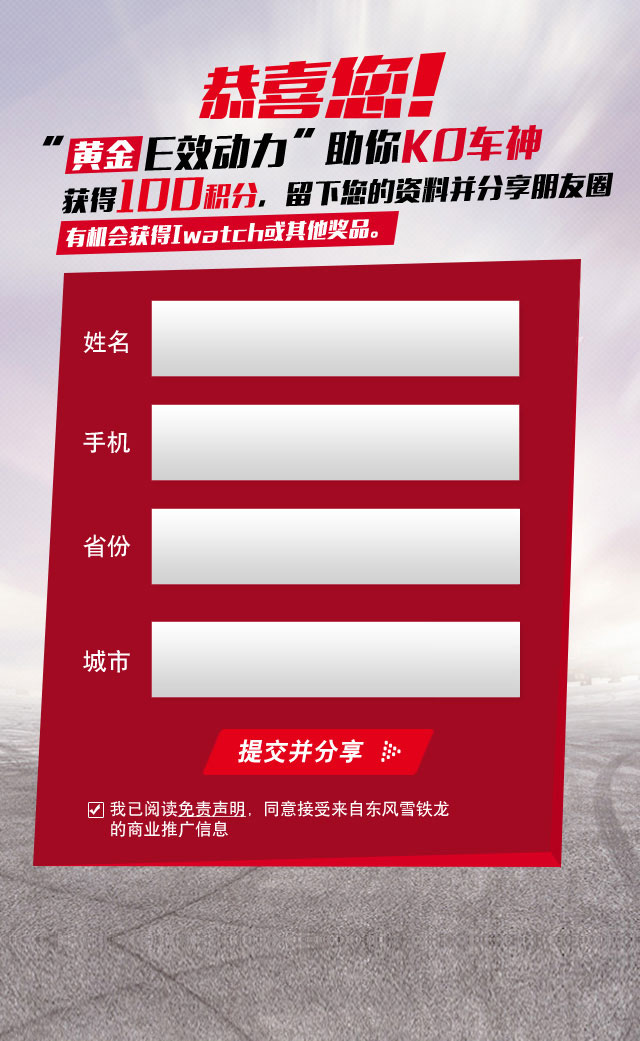 恭喜您!
“黄金E效动力”助你KO车神
获得100积分，留下您的资料并分享朋友圈
有机会获得Iwatch或其他奖品。
姓名
手机
省份
城市
提交并分享
我已阅读免责声明，同意接受来自东风雪铁龙
的商业推广信息